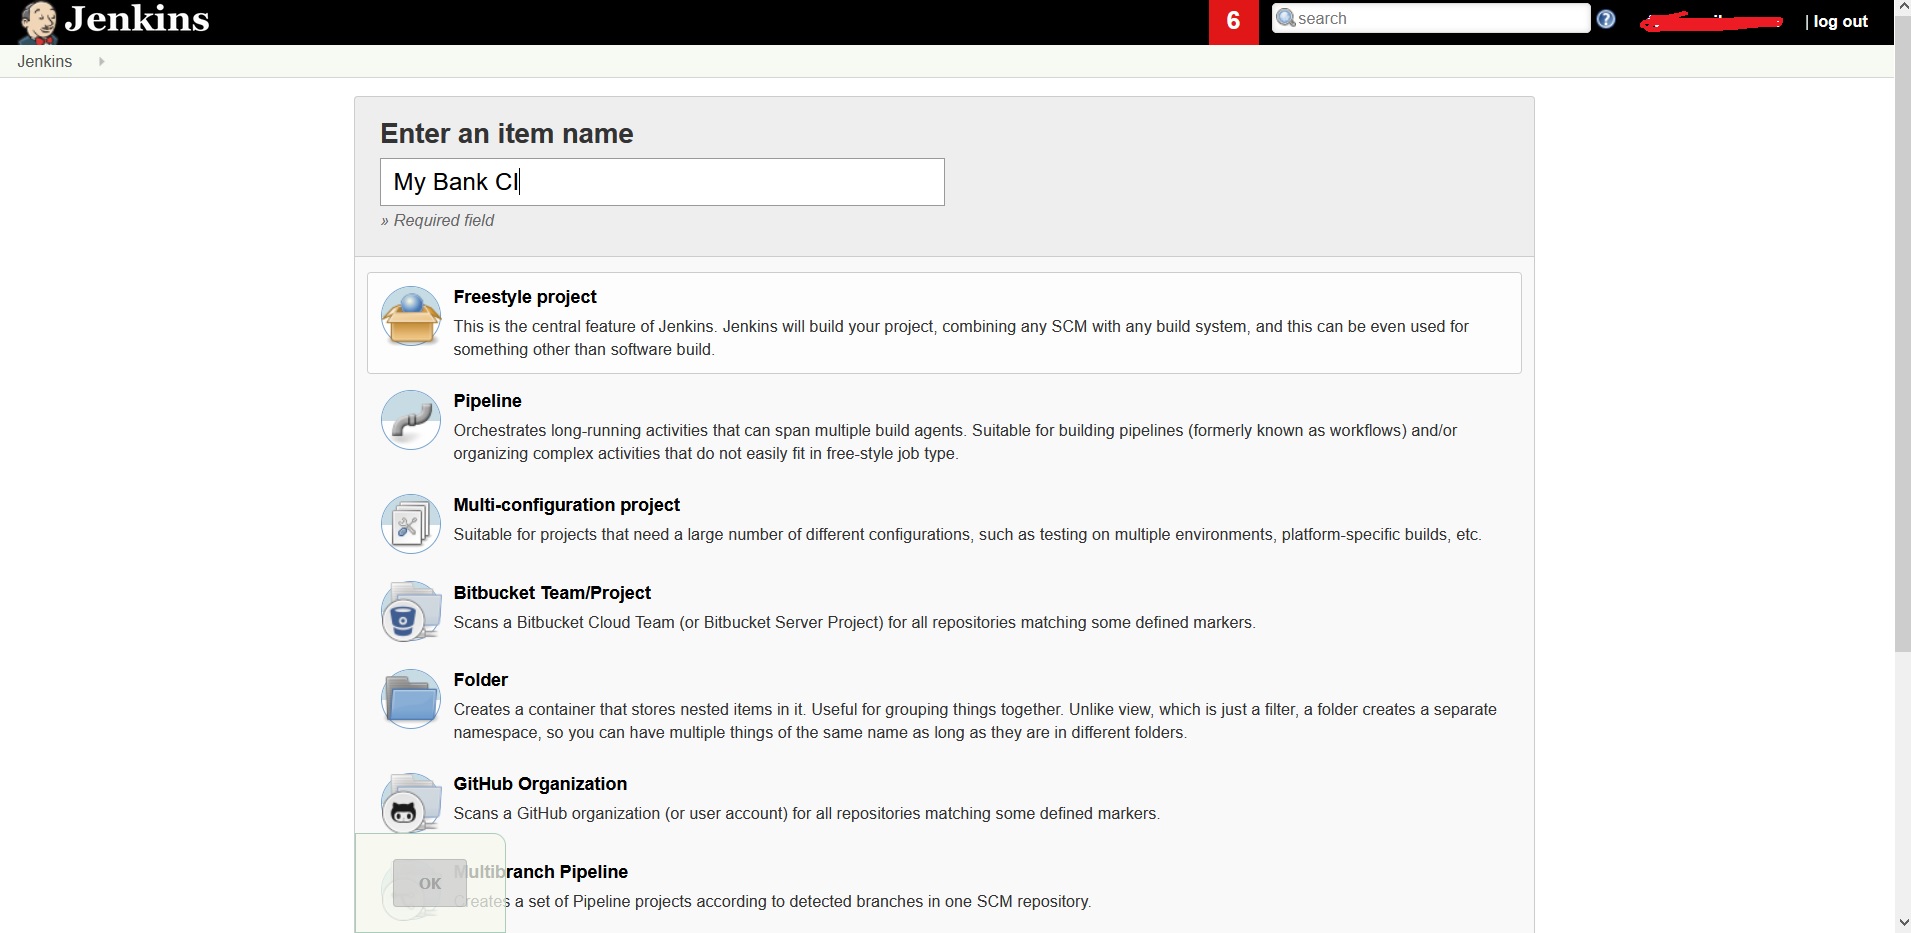 Jenkins
6
search
| log out
Jenkins
Enter an item name
My Bank CI
» Required field
Freestyle project
This is the central feature of Jenkins. Jenkins will build your project, combining any SCM with any build system, and this can be even used for
something other than software build.
Pipeline
Orchestrates long-running activities that can span multiple build agents. Suitable for building pipelines (formerly known as workflows) and/or
organizing complex activities that do not easily fit in free-style job type.
Multi-configuration project
Suitable for projects that need a large number of different configurations, such as testing on multiple environments, platform-specific builds, etc.
Bitbucket Team/Project
Scans a Bitbucket Cloud Team (or Bitbucket Server Project) for all repositories matching some defined markers.
Folder
Creates a container that stores nested items in it. Useful for grouping things together. Unlike view, which is just a filter, a folder creates a separate
namespace, so you can have multiple things of the same name as long as they are in different folders.
GitHub Organization
Scans a GitHub organization (or user account) for all repositories matching some defined markers.
Multibranch Pipeline
OK
Creates a set of Pipeline projects according to detected branches in one SCM repository.